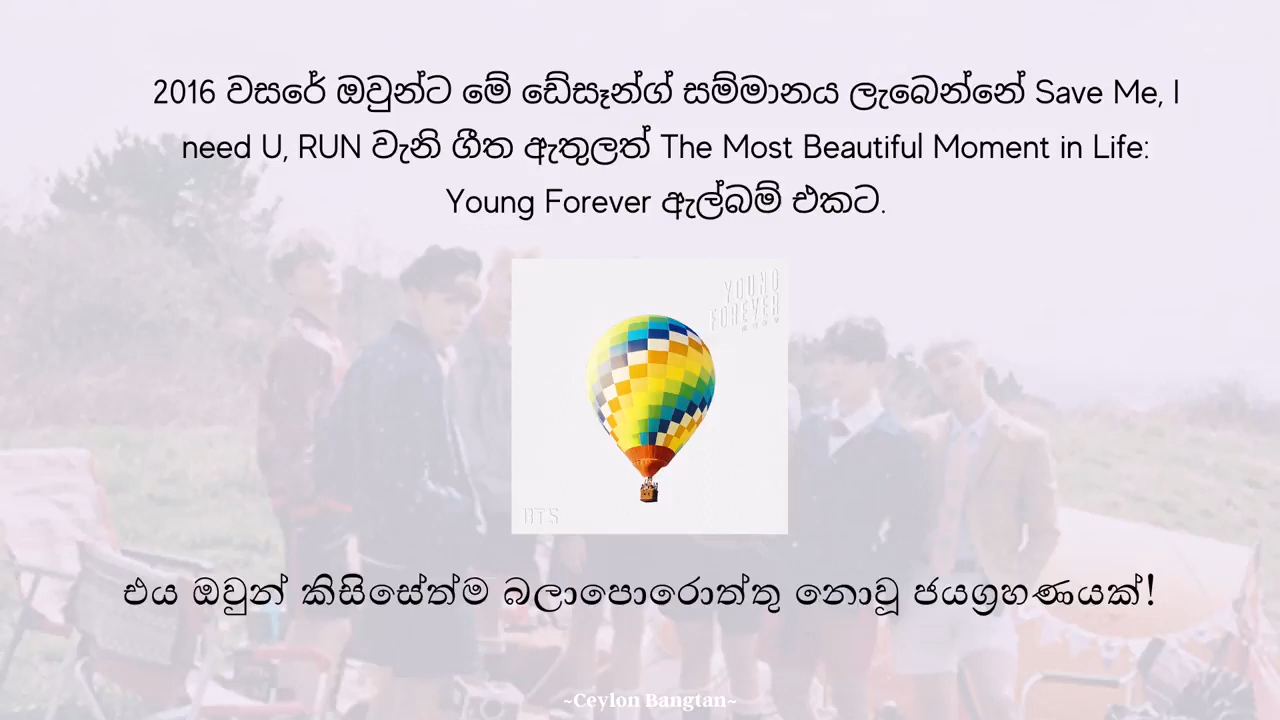 2016 වසරේ ඔවුන්ට මේ ඩේසෑන්ග් සම්මානය ලැබෙන්නේ Save Me, I
need U, RUN වැනි ගීත ඇතුලත් The Most Beautiful Moment in Life:
Young Forever ඇල්බම් එකට.
YOUNG
FOREVER
BTS
එය ඔවුන් කිසිසේත්ම බලාපොරොත්තු නොවූ ජයග්‍රහණයක්!
~Ceylon Bangtan~